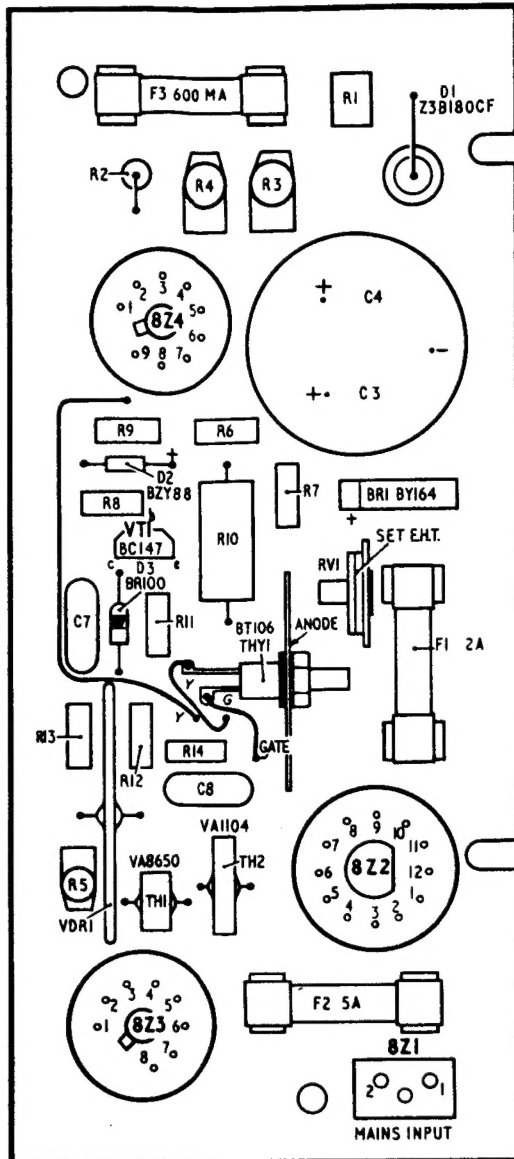 F3 600 MA
R1
D1
Z3B180CF
R2
R4
R3
3
2
4
1
5
8Z4
6
9
8
7
+
C4
-
+
C3
R9
R6
D2
+
BZY88
R7
BR1 BY164
+
R8
VT1
b
BC147
c
e
D3
BR100
R10
SET E.H.T.
RV1
C7
R11
BT106
THY1
ANODE
F1 2A
Y
G
Y
R13
R12
R14
GATE
C8
VA1104
TH2
VA8650
TH1
R5
VDR1
9
8
10
7
11
6
8Z2
12
5
1
4
3
2
3
4
2
5
1
8Z3
6
7
8
F2 5A
8Z1
2
1
MAINS INPUT